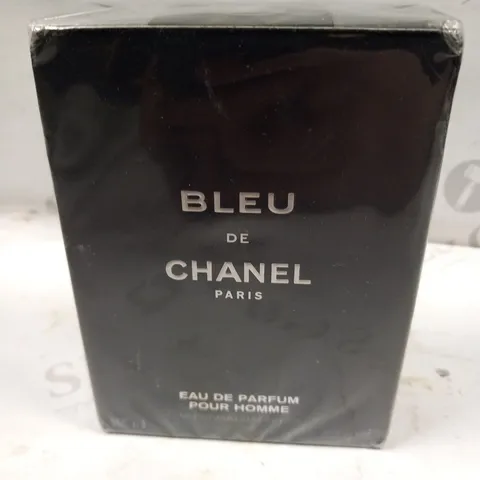 BLEU
DE
CHANEL
PARIS
EAU DE PARFUM
POUR HOMME